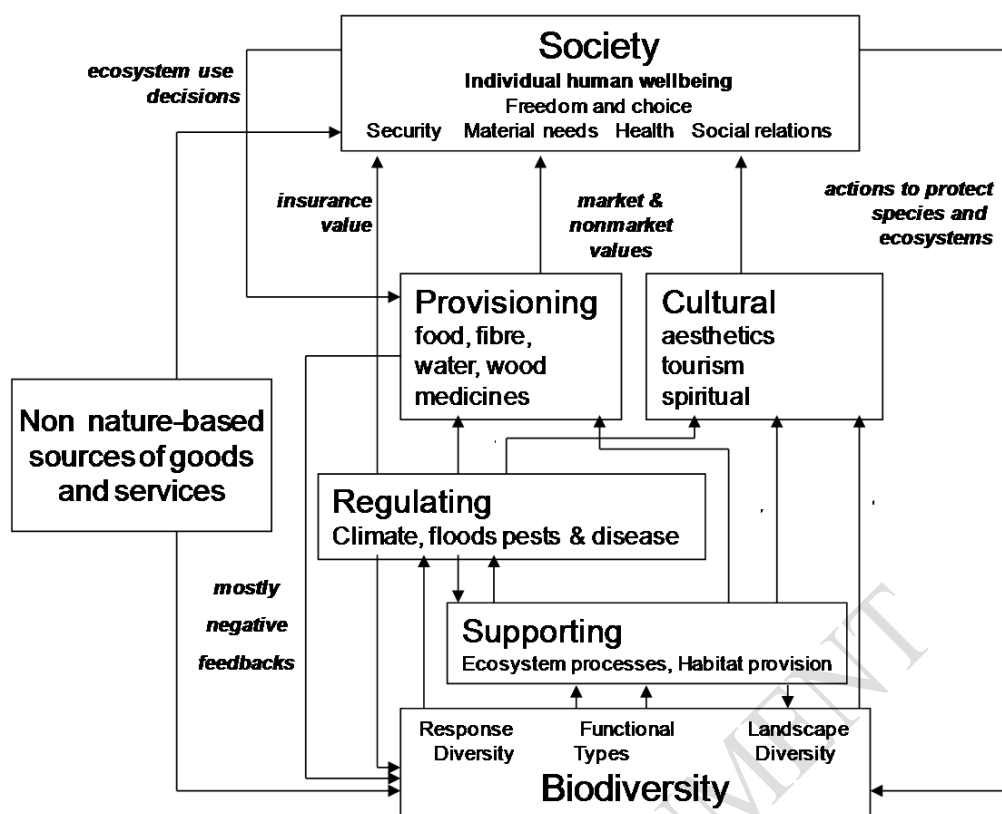 Society
Individual human wellbeing
Freedom and choice
Security Material needs Health Social relations
ecosystem use
decisions
insurance
value
market &
nonmarket
values
actions to protect
species and
ecosystems
Provisioning
food, fibre,
water, wood
medicines
Cultural
aesthetics
tourism
spiritual
Non nature-based
sources of goods
and services
Regulating
Climate, floods pests & disease
mostly
negative
feedbacks
Supporting
Ecosystem processes, Habitat provision
Response
Diversity
Functional
Types
Landscape
Diversity
Biodiversity